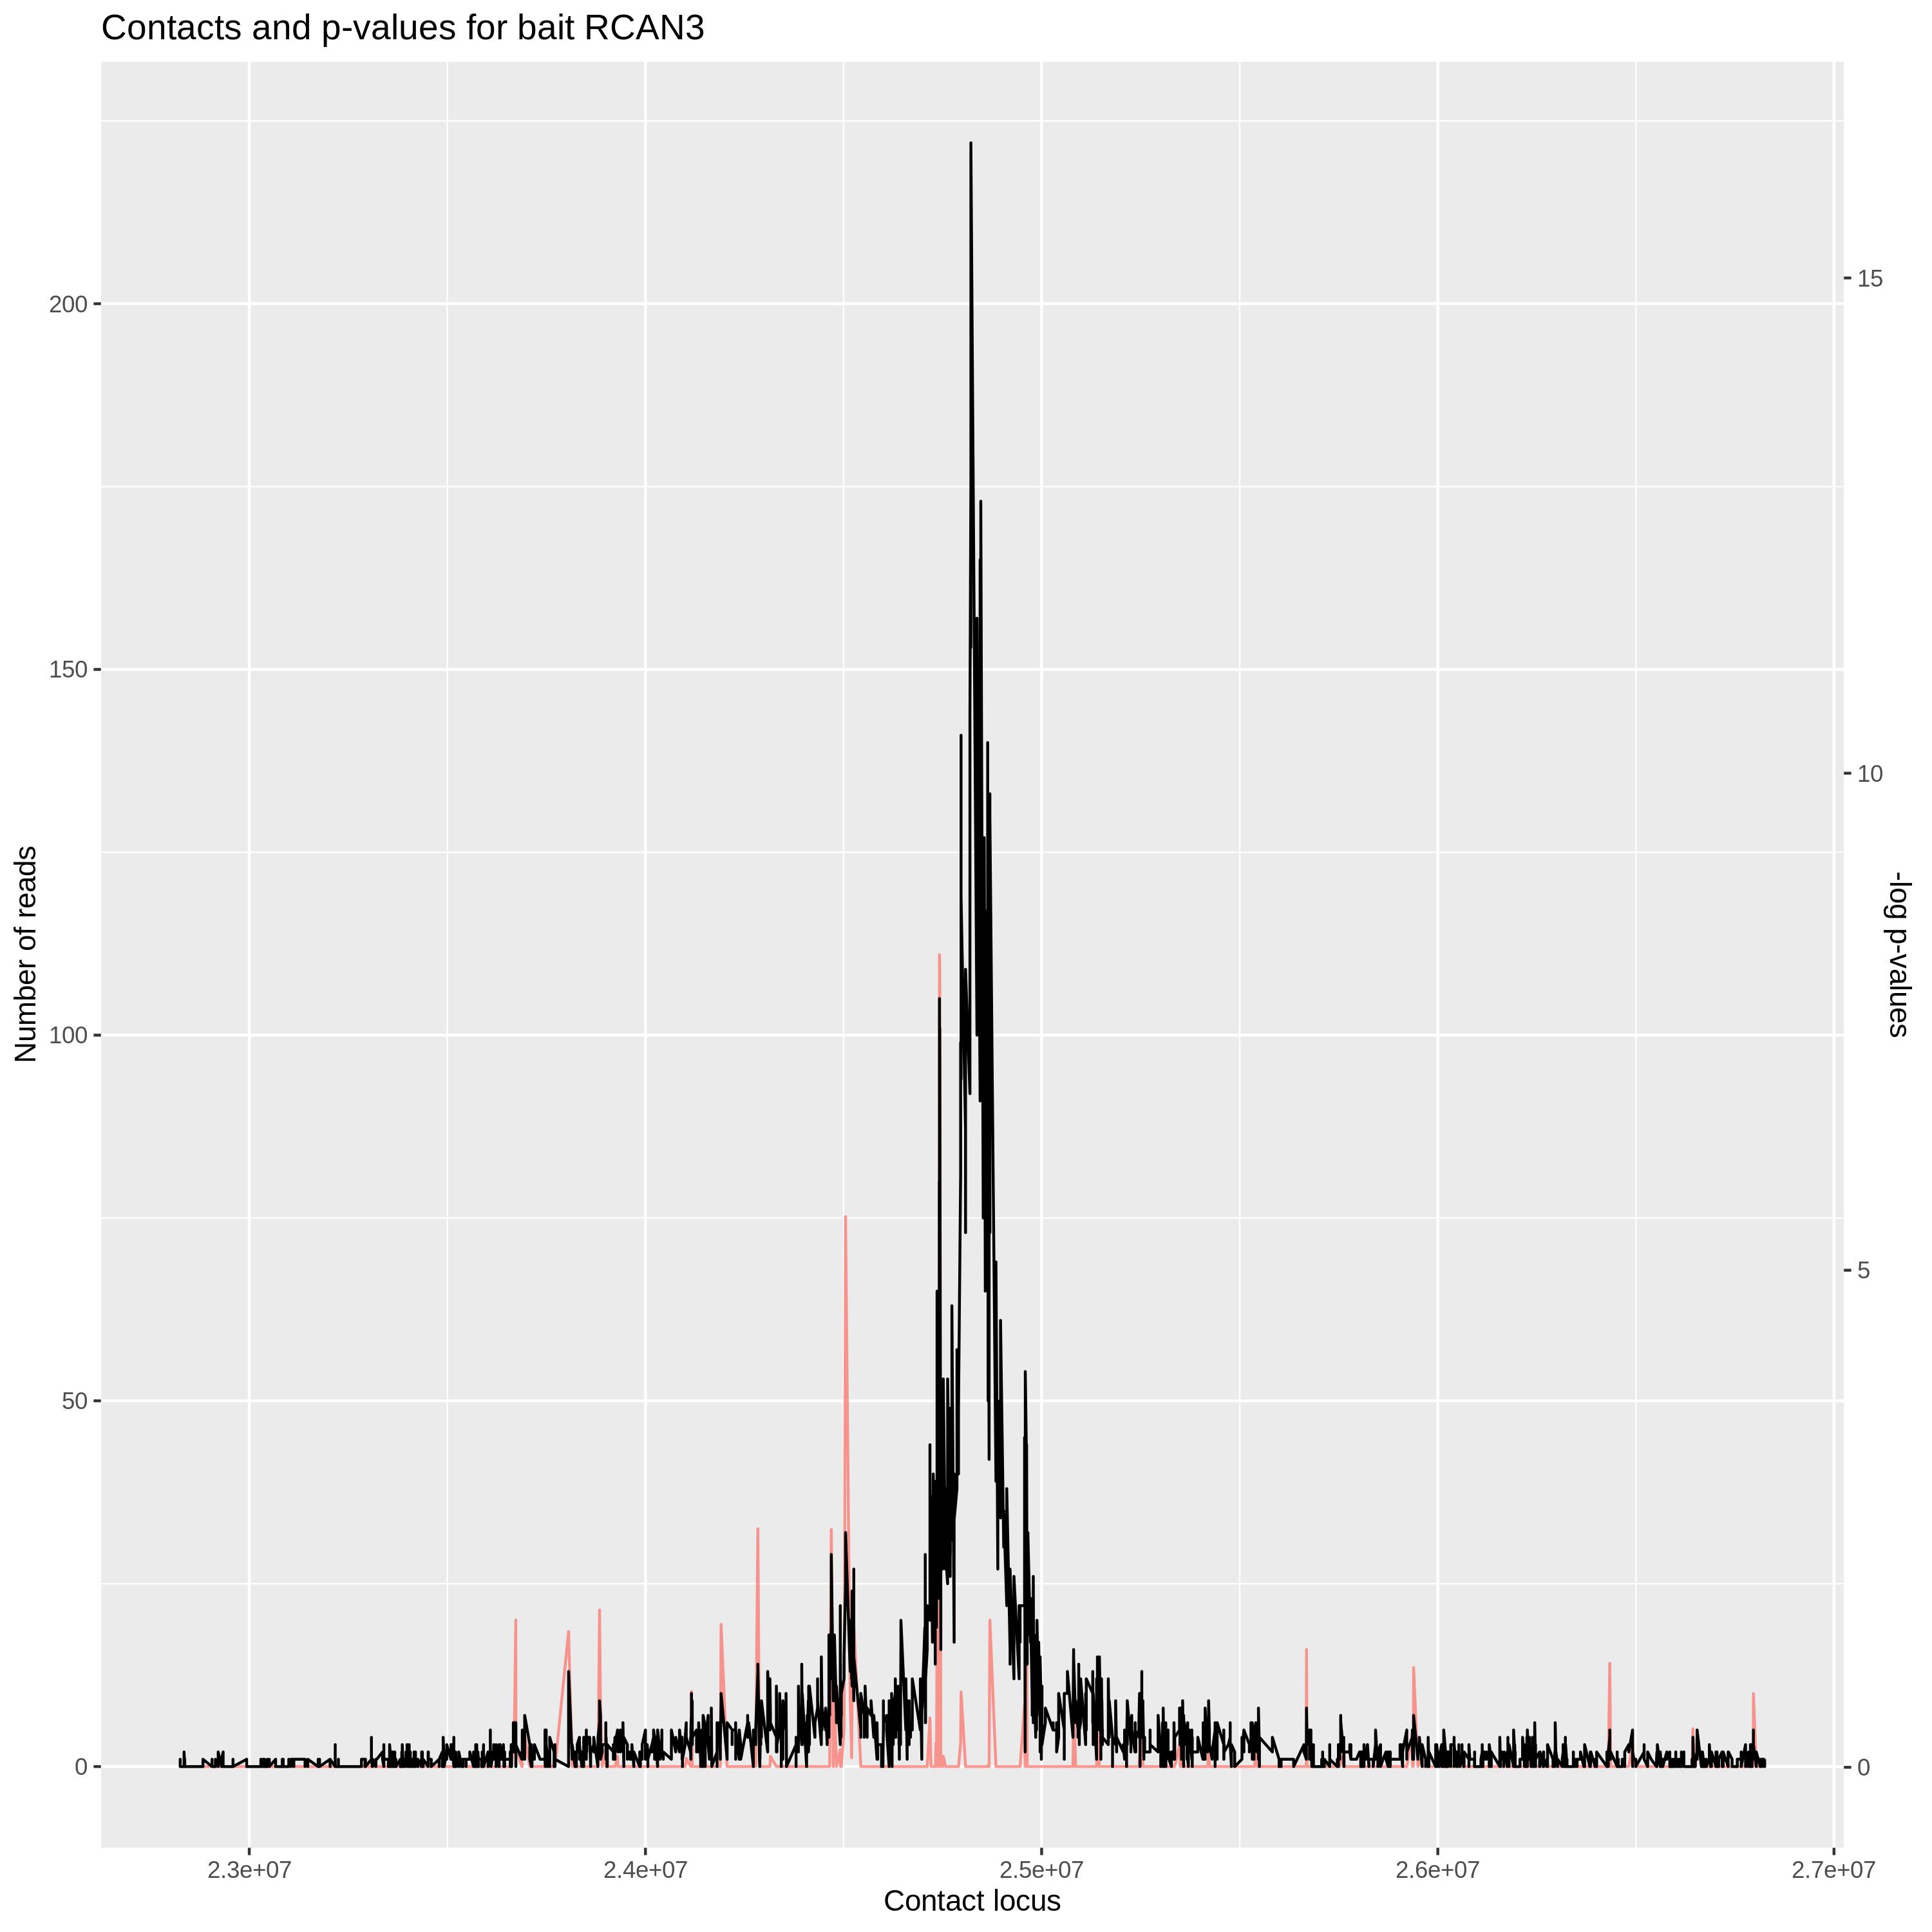 Contacts and p-values for bait RCAN3
Number of reads
200
150
100
50
0
15
10
5
0
-log p-values
2.3e+07 2.4e+07 2.5e+07 2.6e+07 2.7e+07
Contact locus